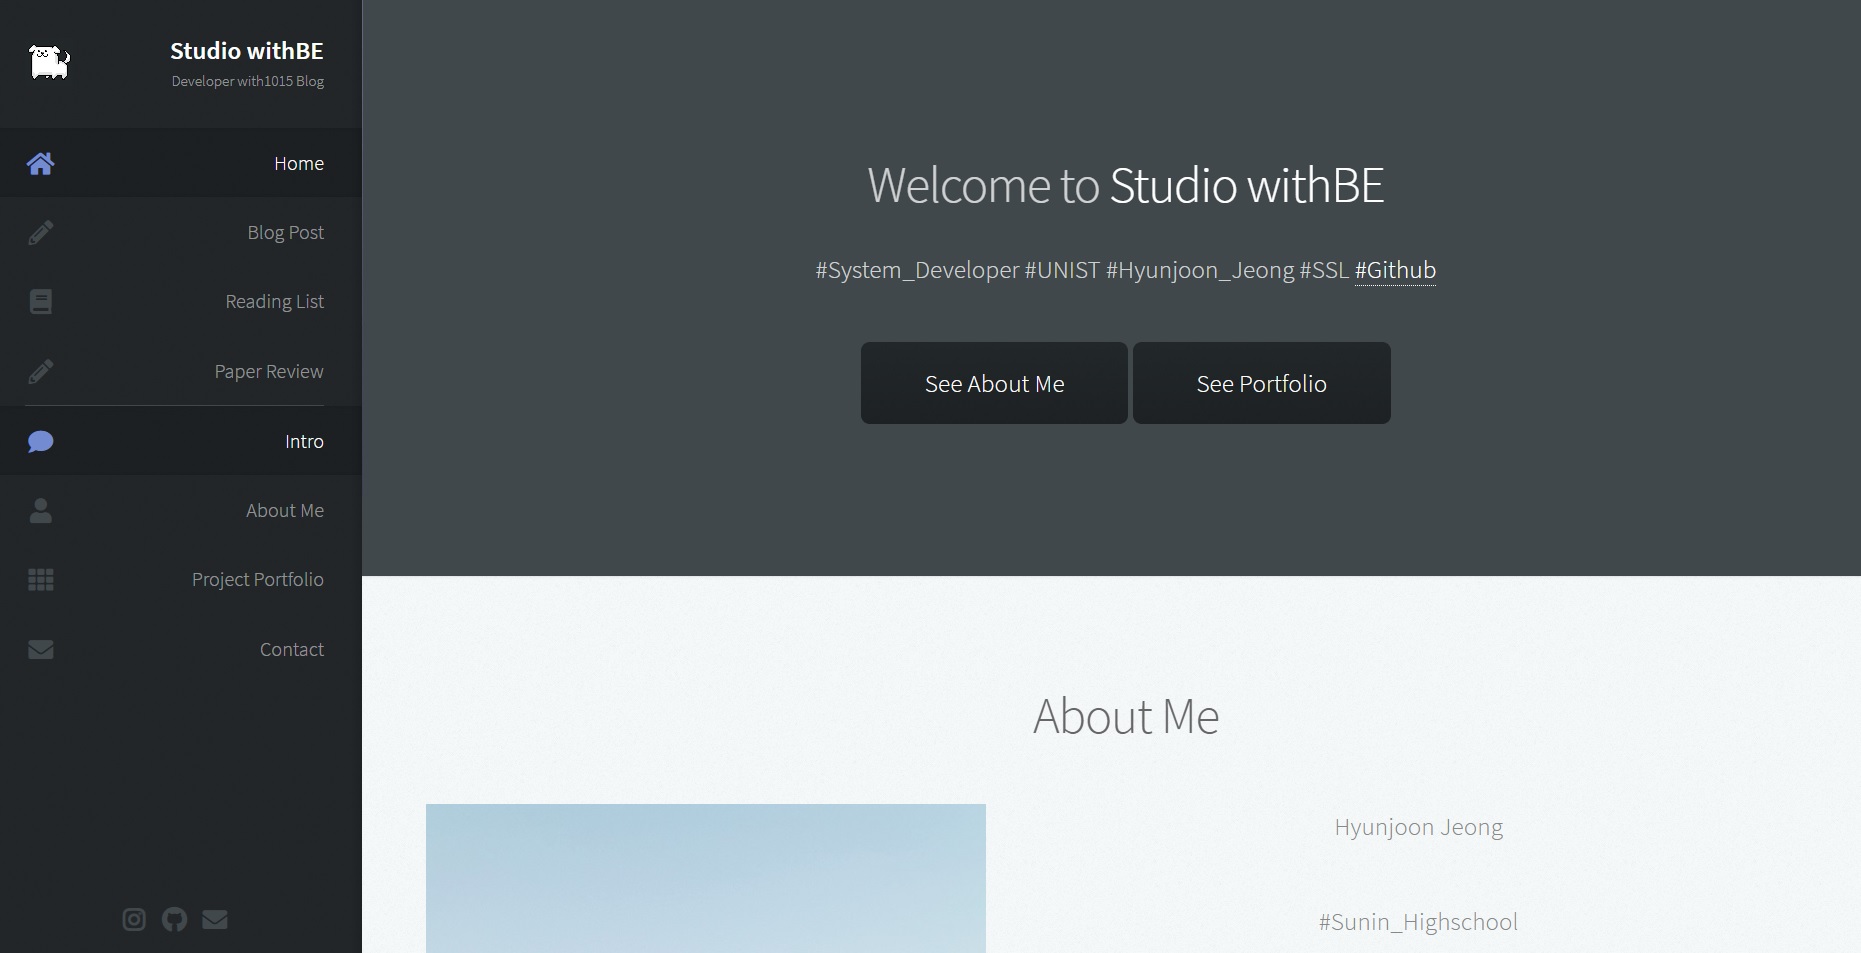 Studio withBE
Developer with1015 Blog
Home
Blog Post
Reading List
Paper Review
Intro
About Me
Project Portfolio
Contact
Welcome to Studio withBE
#System_Developer #UNIST #Hyunjoon_Jeong #SSL #Github
See About Me
See Portfolio
About Me
Hyunjoon Jeong
#Sunin_Highschool